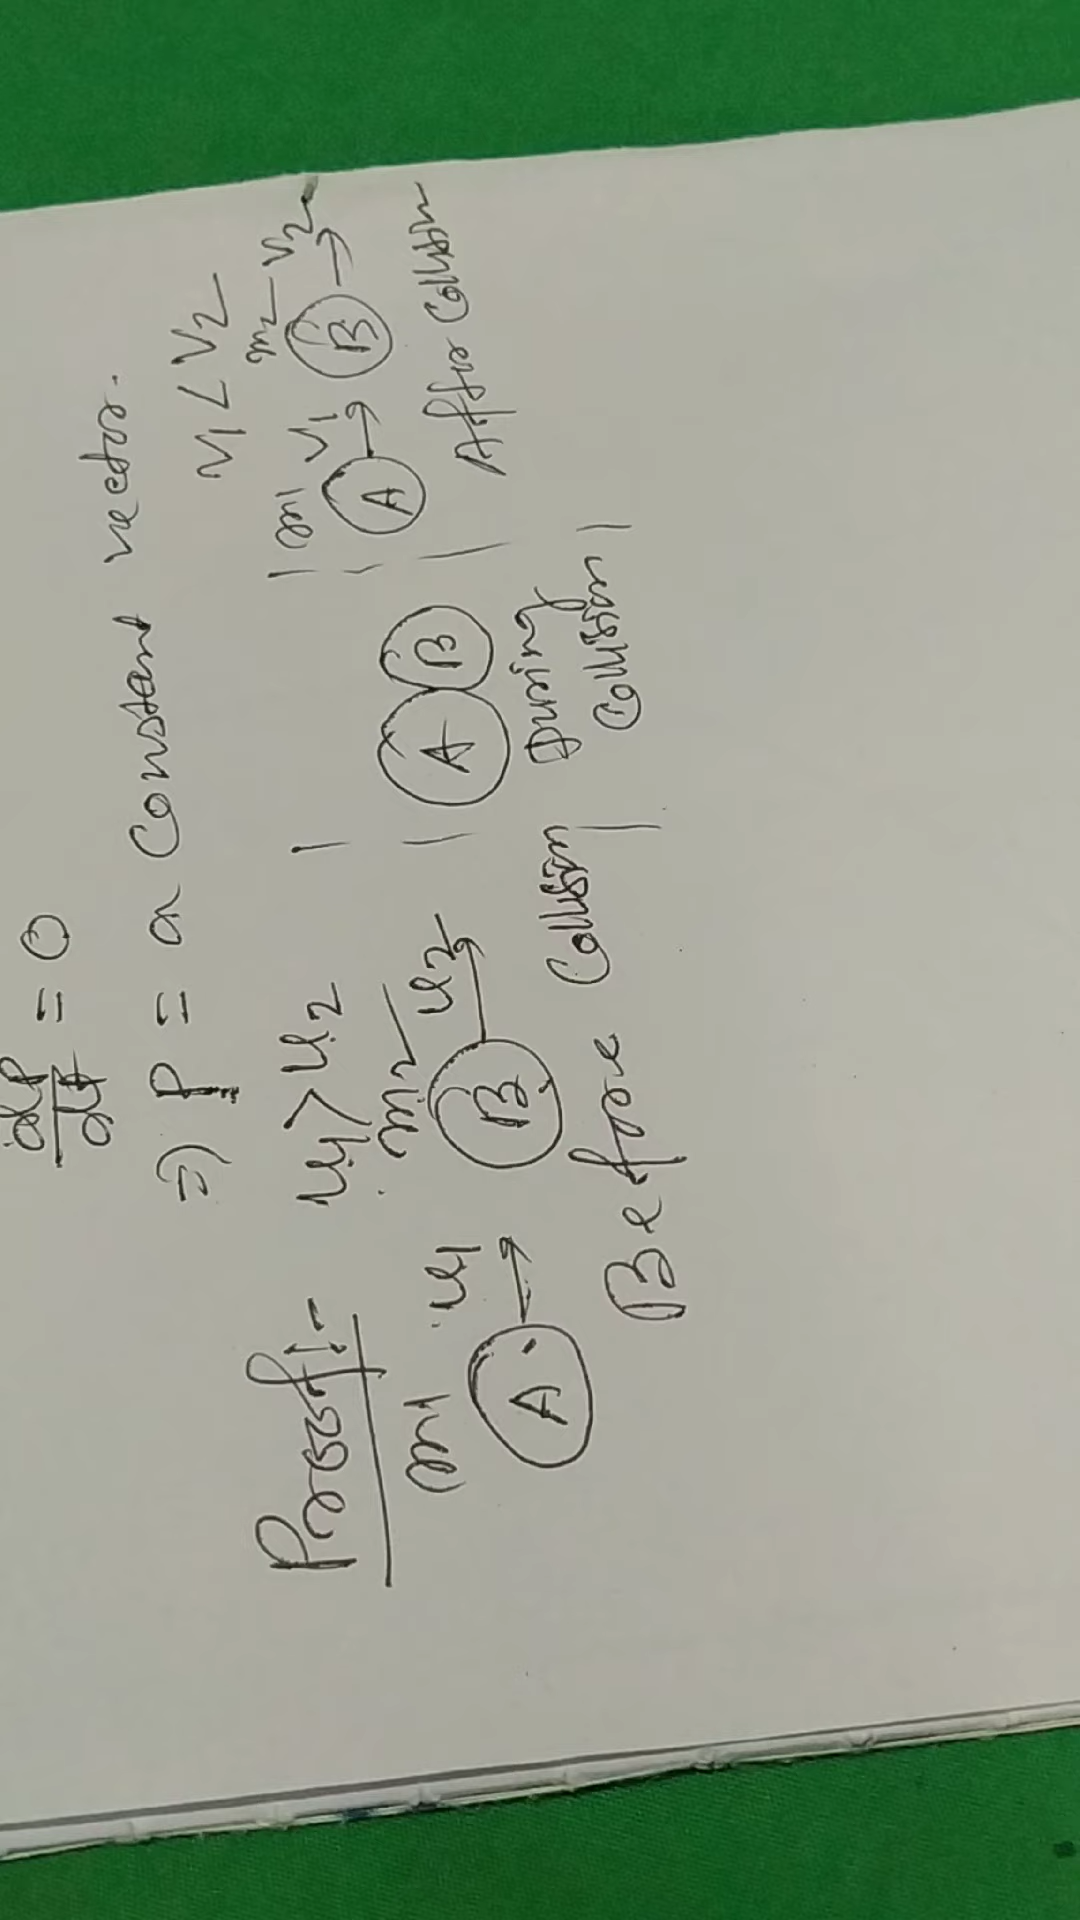 dp/dt = 0
=> P = a constant vector.
Proof :- u1 > u2 v1 < v2
m1 u1 m2 u2 m1 v1 m2 v2
A B A B A B
Before Collision During Collision After Collision